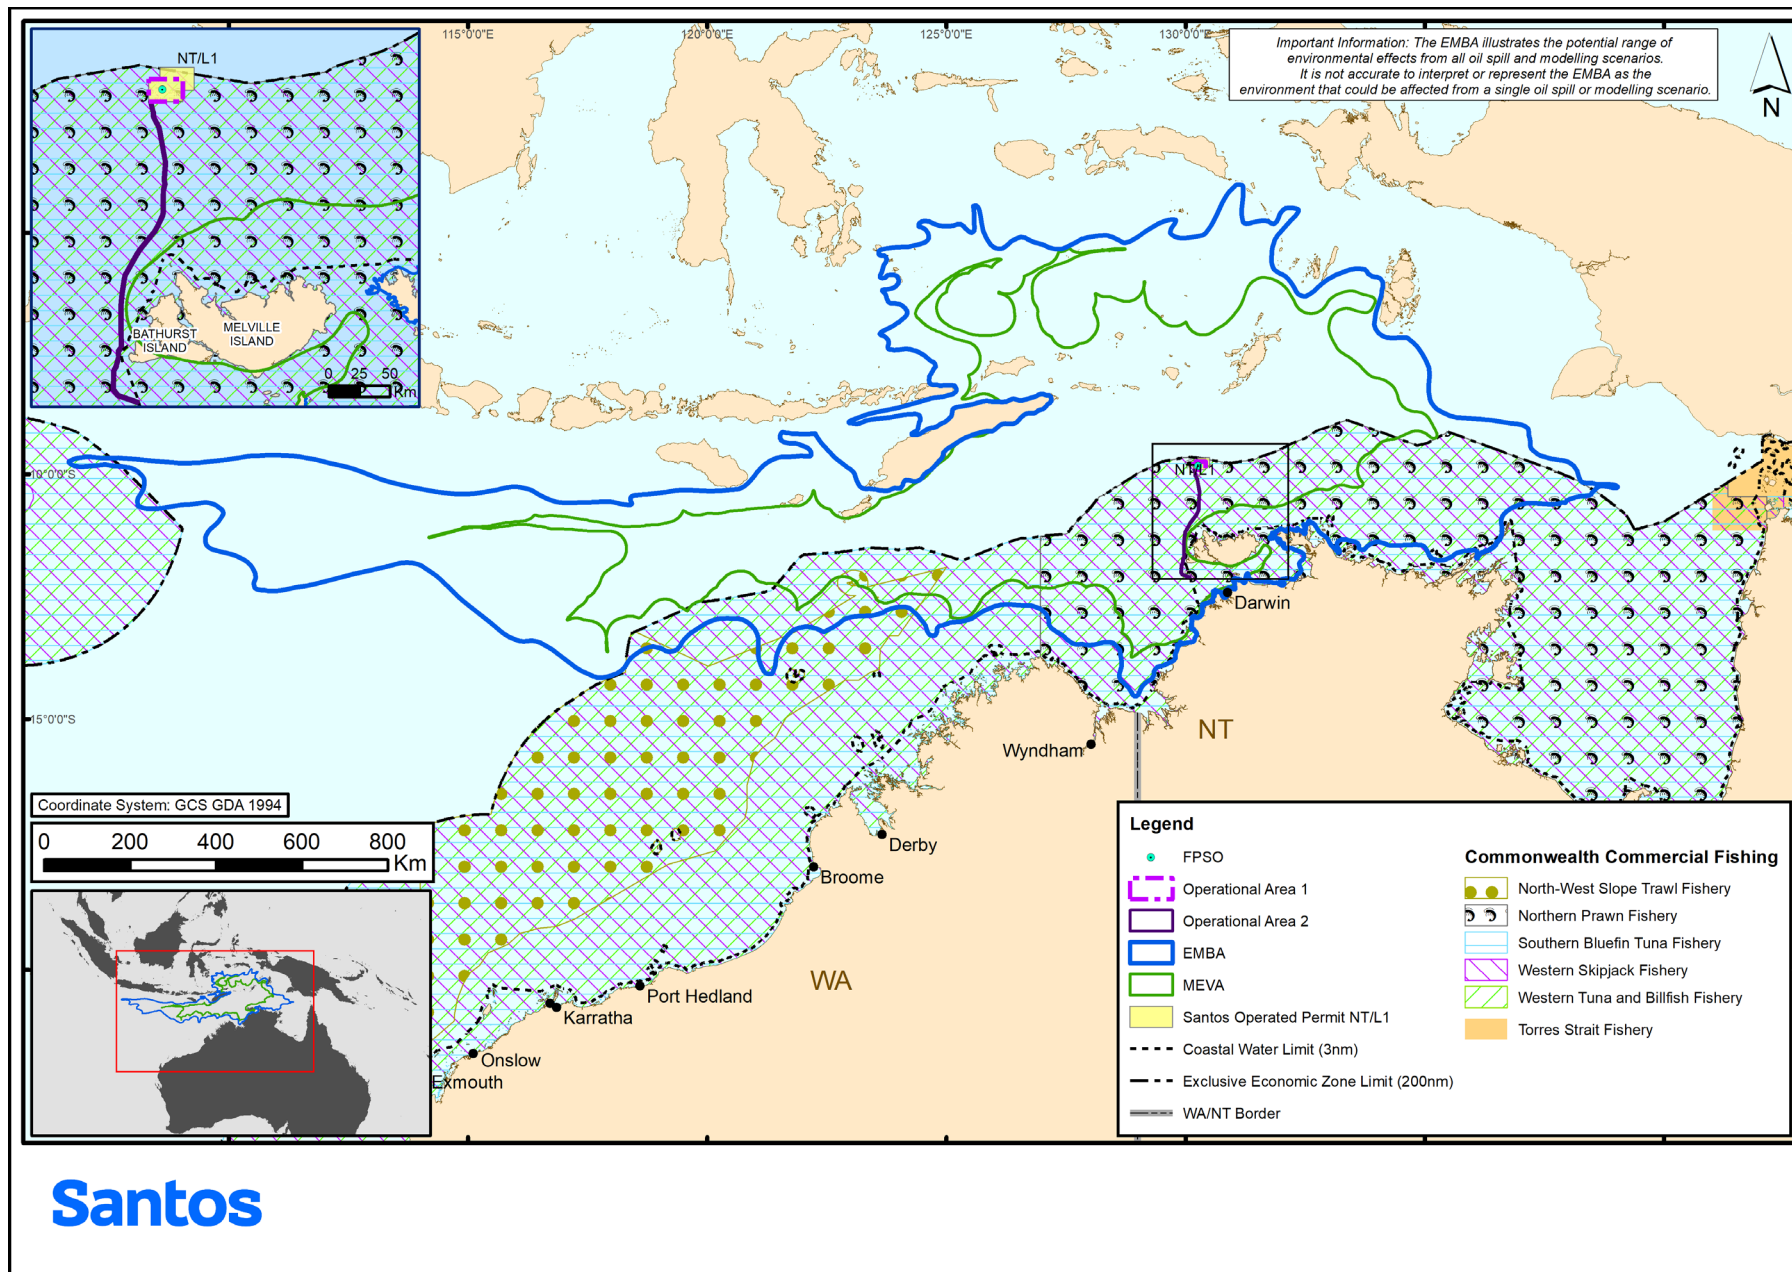 115°0'0"E
120°0'0"E
125°0'0"E
130°0'0"E
Important Information: The EMBA illustrates the potential range of
environmental effects from all oil spill and modelling scenarios.
It is not accurate to interpret or represent the EMBA as the
environment that could be affected from a single oil spill or modelling scenario.
N
NT/L1
BATHURST
ISLAND
MELVILLE
ISLAND
0 25 50
Km
10°0'0"S
NT/L1
Darwin
15°0'0"S
NT
Wyndham
Coordinate System: GCS GDA 1994
0 200 400 600 800
Km
Derby
Broome
WA
Port Hedland
Karratha
Onslow
Exmouth
Legend
FPSO
Operational Area 1
Operational Area 2
EMBA
MEVA
Santos Operated Permit NT/L1
Coastal Water Limit (3nm)
Exclusive Economic Zone Limit (200nm)
WA/NT Border
Commonwealth Commercial Fishing
North-West Slope Trawl Fishery
Northern Prawn Fishery
Southern Bluefin Tuna Fishery
Western Skipjack Fishery
Western Tuna and Billfish Fishery
Torres Strait Fishery
Santos